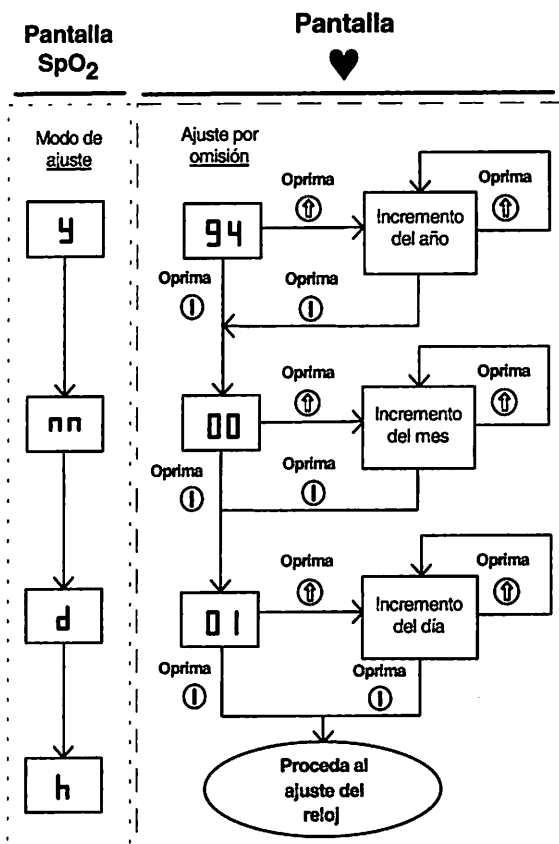 Pantalla
SpO2
Pantalla
♥
Modo de
ajuste
Ajuste por
omisión
y
94
Oprima
Incremento
del año
Oprima
Oprima
Oprima
nn
00
Oprima
Incremento
del mes
Oprima
Oprima
Oprima
d
01
Oprima
Incremento
del día
Oprima
Oprima
Oprima
h
Proceda al
ajuste del
reloj